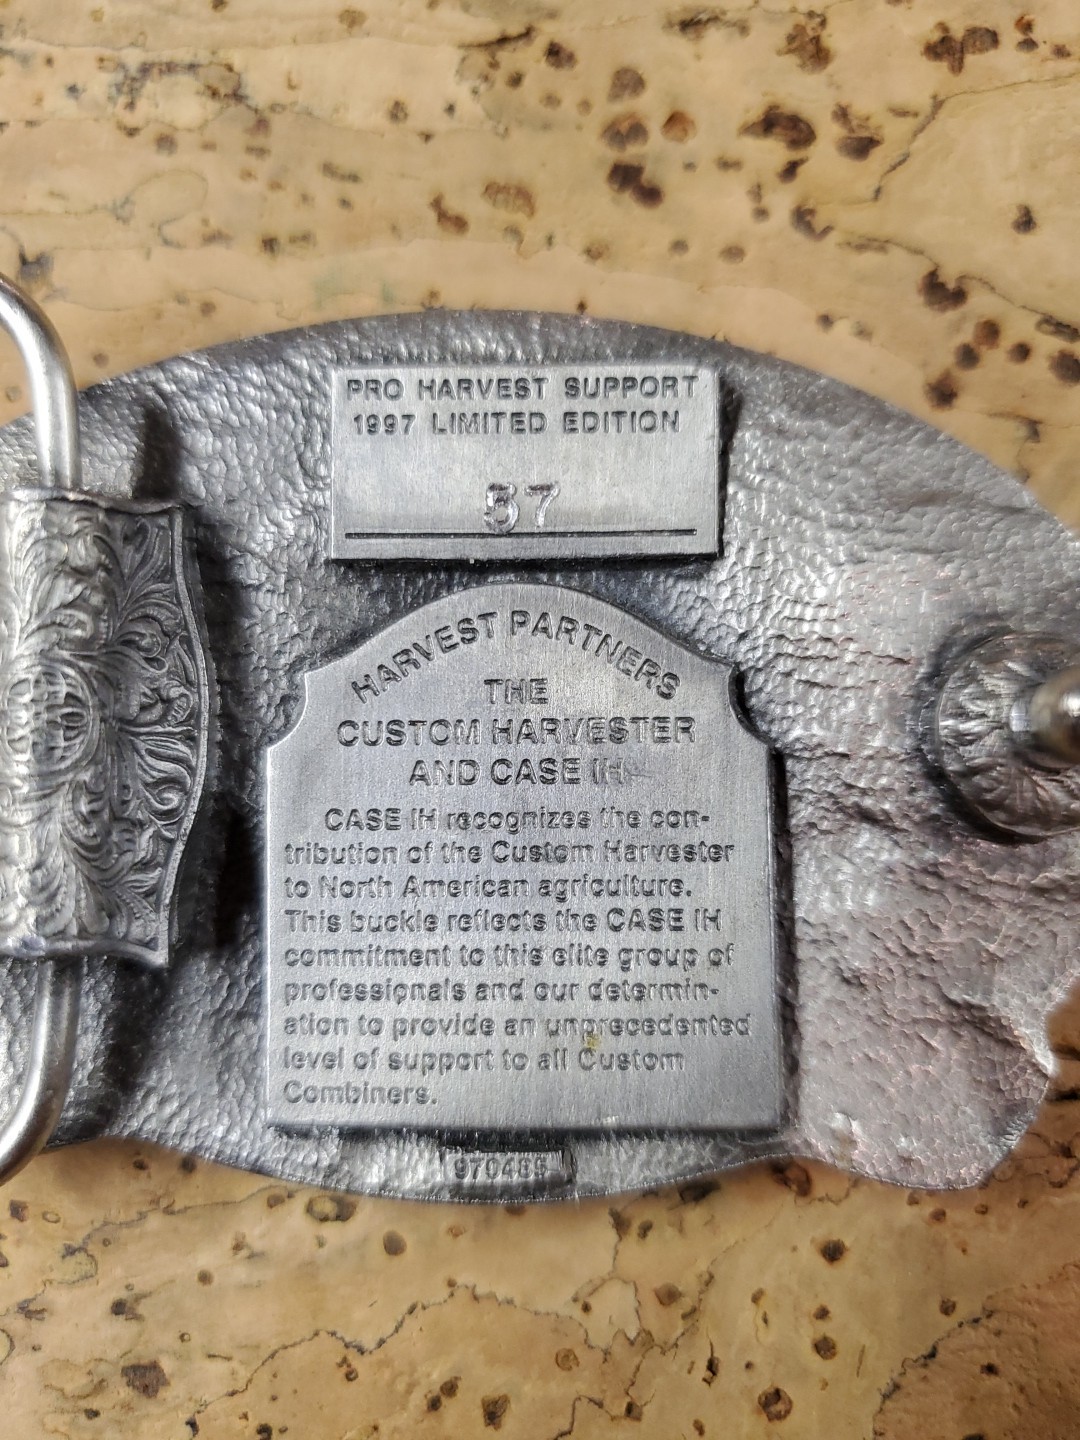 PRO HARVEST SUPPORT
1997 LIMITED EDITION
57
HARVEST PARTNERS
THE
CUSTOM HARVESTER
AND CASE IH
CASE IH recognizes the con-
tribution of the Custom Harvester
to North American agriculture.
This buckle reflects the CASE IH
commitment to this elite group of
professionals and our determin-
ation to provide an unprecedented
level of support to all Custom
Combiners.
970485